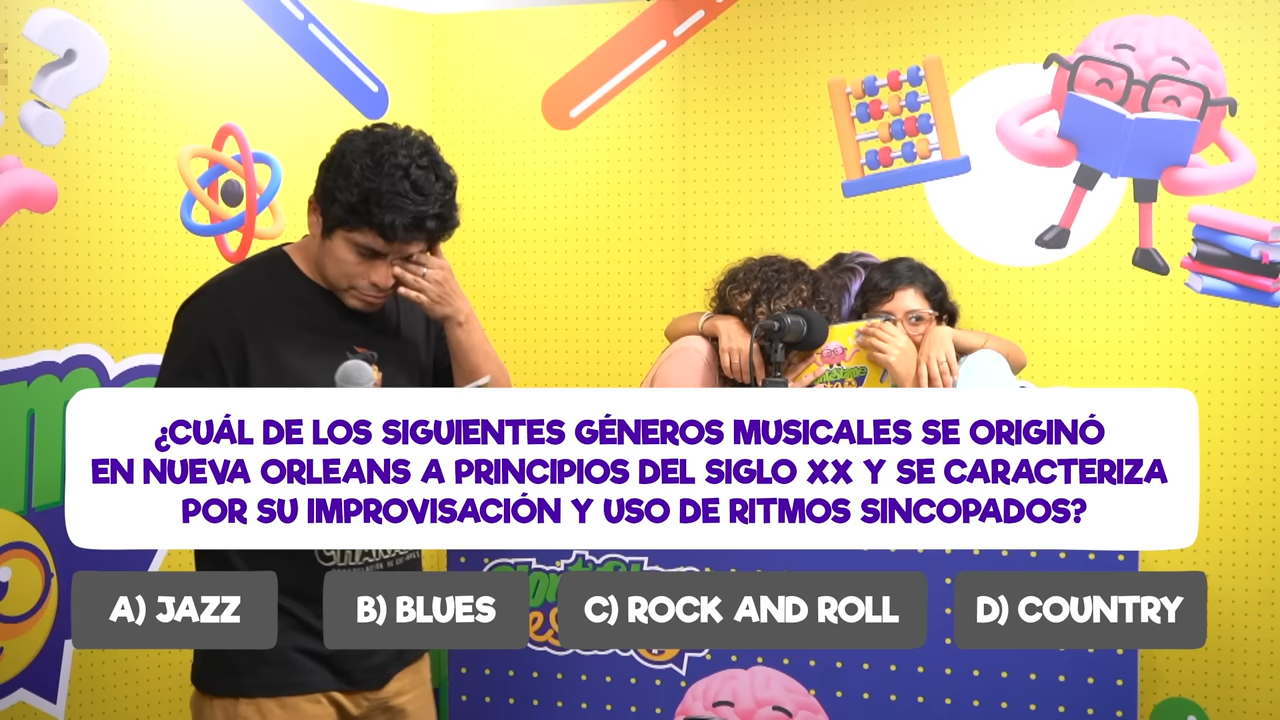 ¿CUÁL DE LOS SIGUIENTES GÉNEROS MUSICALES SE ORIGINÓ
EN NUEVA ORLEANS A PRINCIPIOS DEL SIGLO XX Y SE CARACTERIZA
POR SU IMPROVISACIÓN Y USO DE RITMOS SINCOPADOS?
A) JAZZ
B) BLUES
C) ROCK AND ROLL
D) COUNTRY